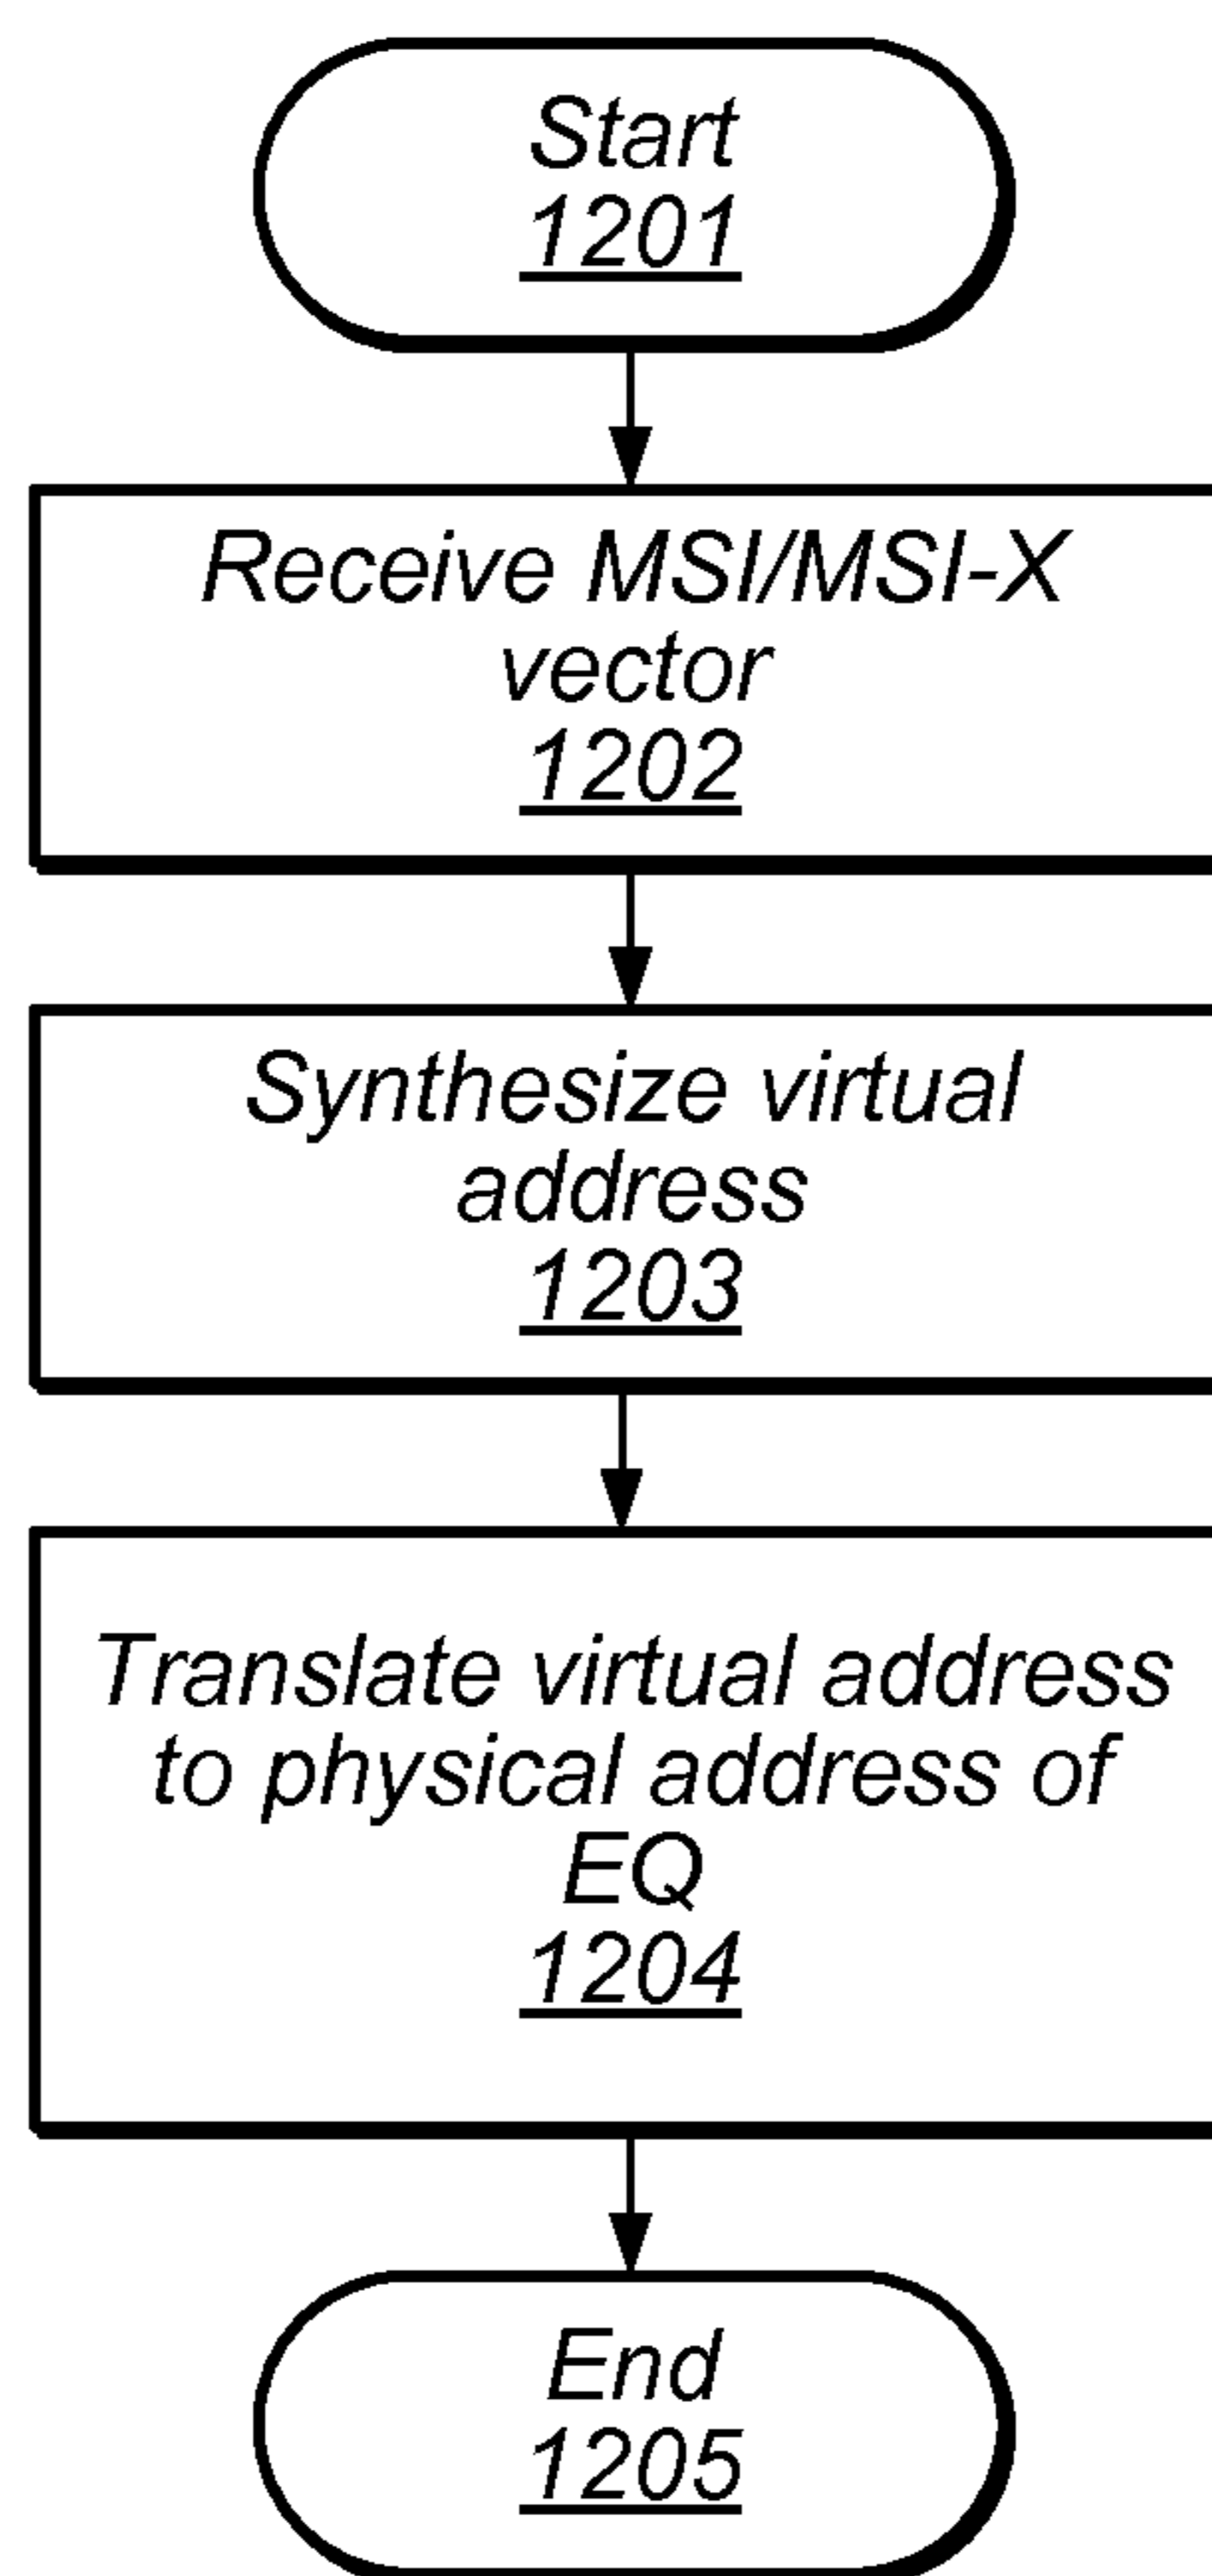 Start
1201
Receive MSI/MSI-X
vector
1202
Synthesize virtual
address
1203
Translate virtual address
to physical address of
EQ
1204
End
1205